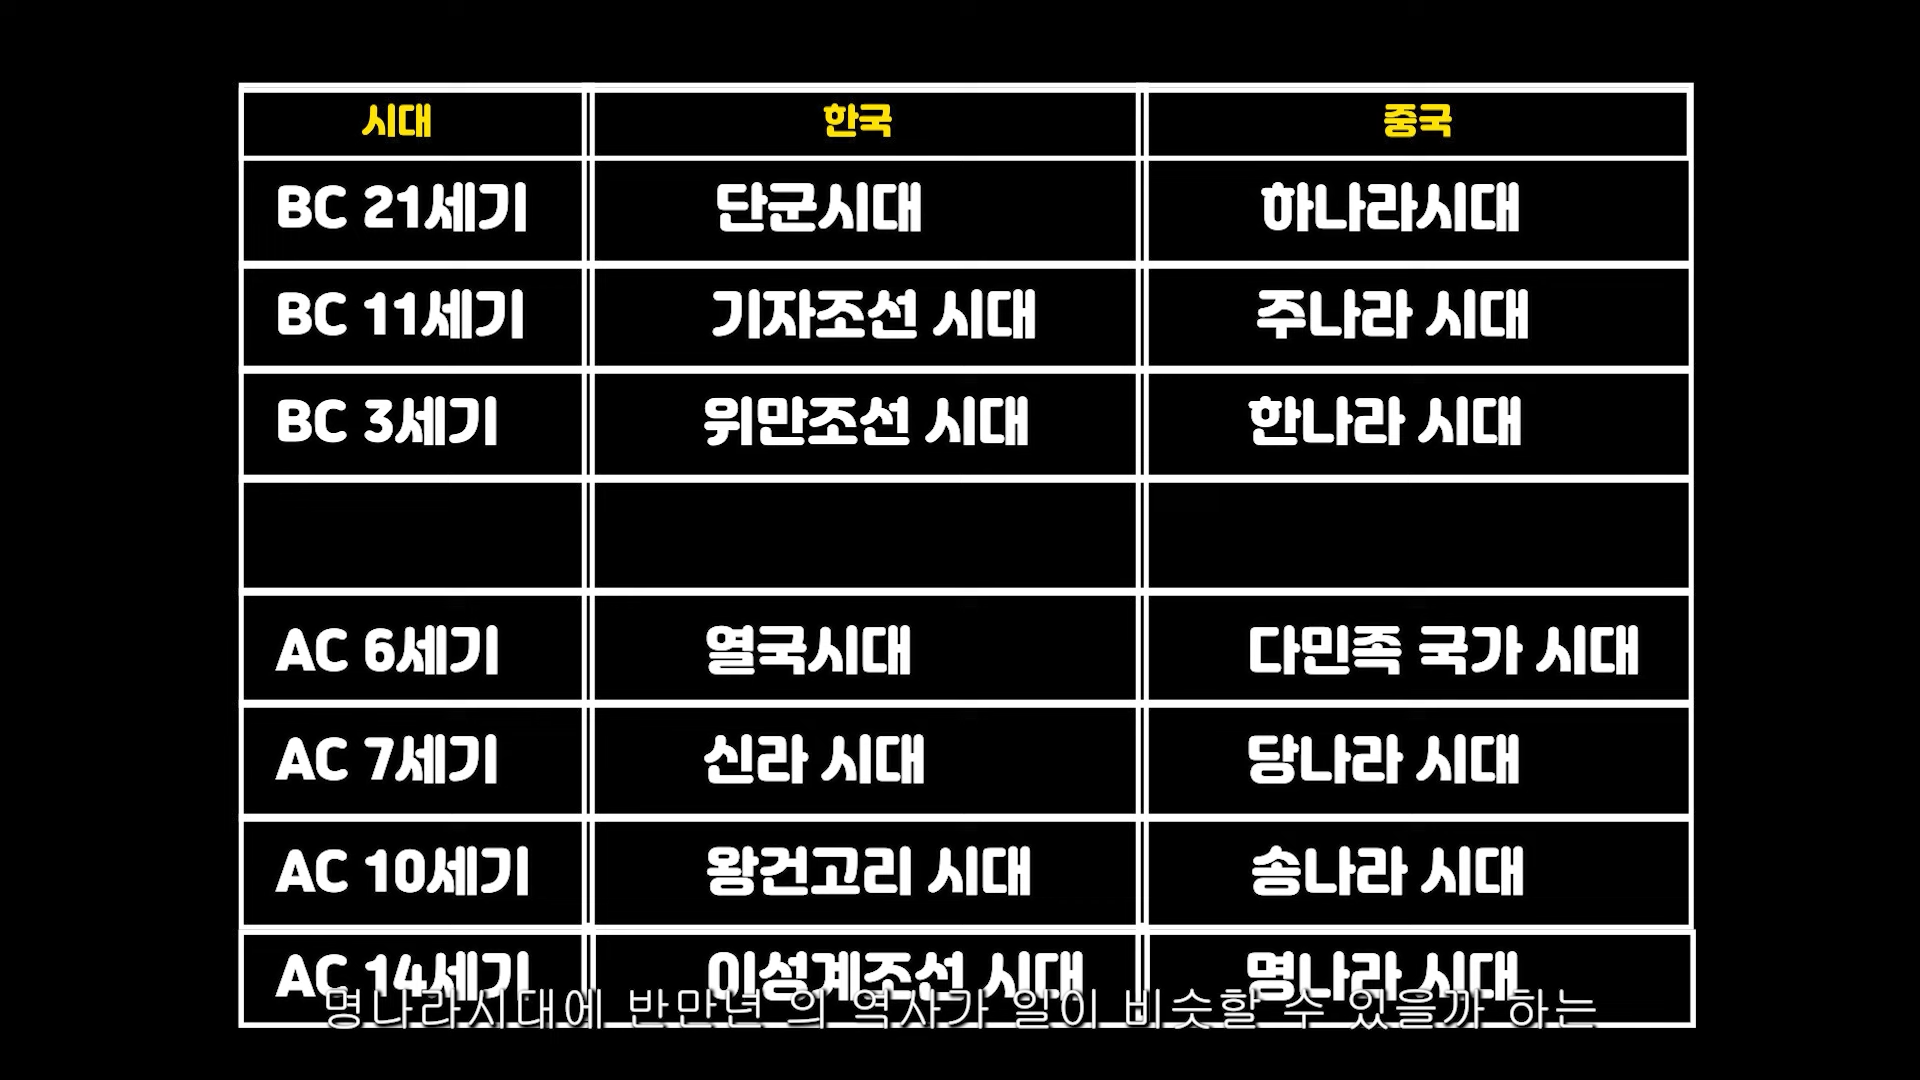 시대 한국 중국
BC 21세기 단군시대 하나라시대
BC 11세기 기자조선 시대 주나라 시대
BC 3세기 위만조선 시대 한나라 시대
AC 6세기 열국시대 다민족 국가 시대
AC 7세기 신라 시대 당나라 시대
AC 10세기 왕건고리 시대 송나라 시대
AC 14세기 이성계조선 시대 명나라 시대
명나라시대에 반만년 의 역사가 일이 비슷할 수 있을까 하는